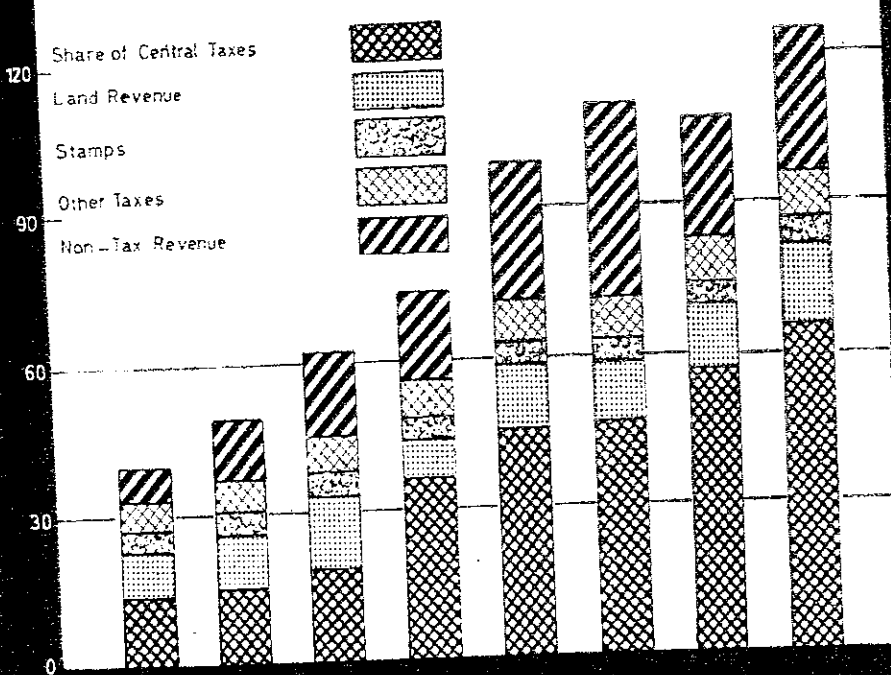 Share of Central Taxes
120
Land Revenue
Stamps
Other Taxes
90
Non-Tax Revenue
60
30
0